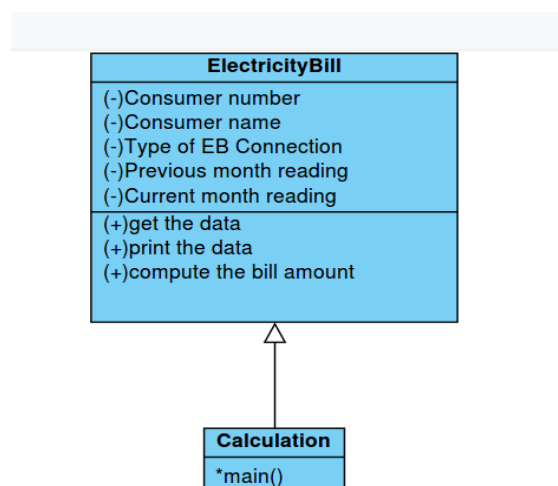 ElectricityBill
(-)Consumer number
(-)Consumer name
(-)Type of EB Connection
(-)Previous month reading
(-)Current month reading
(+)get the data
(+)print the data
(+)compute the bill amount
Calculation
*main()